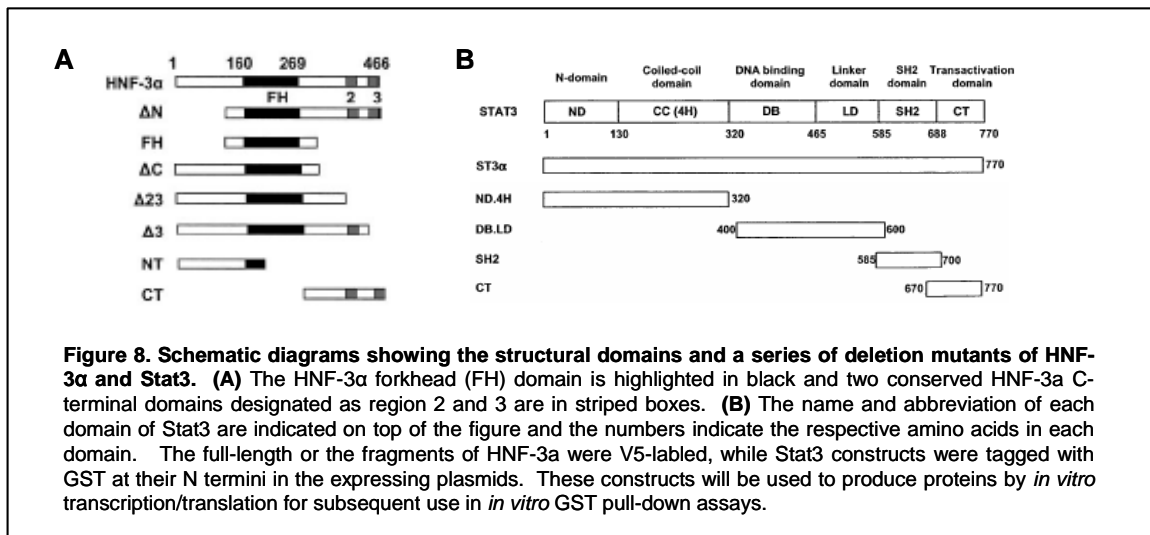 A
1 160 269 466
HNF-3α
FH 2 3
ΔN
FH
ΔC
Δ23
Δ3
NT
CT
B
N-domain Coiled-coil domain DNA binding domain Linker domain SH2 domain Transactivation domain
STAT3 ND CC (4H) DB LD SH2 CT
1 130 320 465 585 688 770
ST3α 770
ND.4H 320
DB.LD 400 600
SH2 585 700
CT 670 770
Figure 8. Schematic diagrams showing the structural domains and a series of deletion mutants of HNF-
3α and Stat3. (A) The HNF-3α forkhead (FH) domain is highlighted in black and two conserved HNF-3a C-
terminal domains designated as region 2 and 3 are in striped boxes. (B) The name and abbreviation of each
domain of Stat3 are indicated on top of the figure and the numbers indicate the respective amino acids in each
domain. The full-length or the fragments of HNF-3a were V5-labled, while Stat3 constructs were tagged with
GST at their N termini in the expressing plasmids. These constructs will be used to produce proteins by in vitro
transcription/translation for subsequent use in in vitro GST pull-down assays.